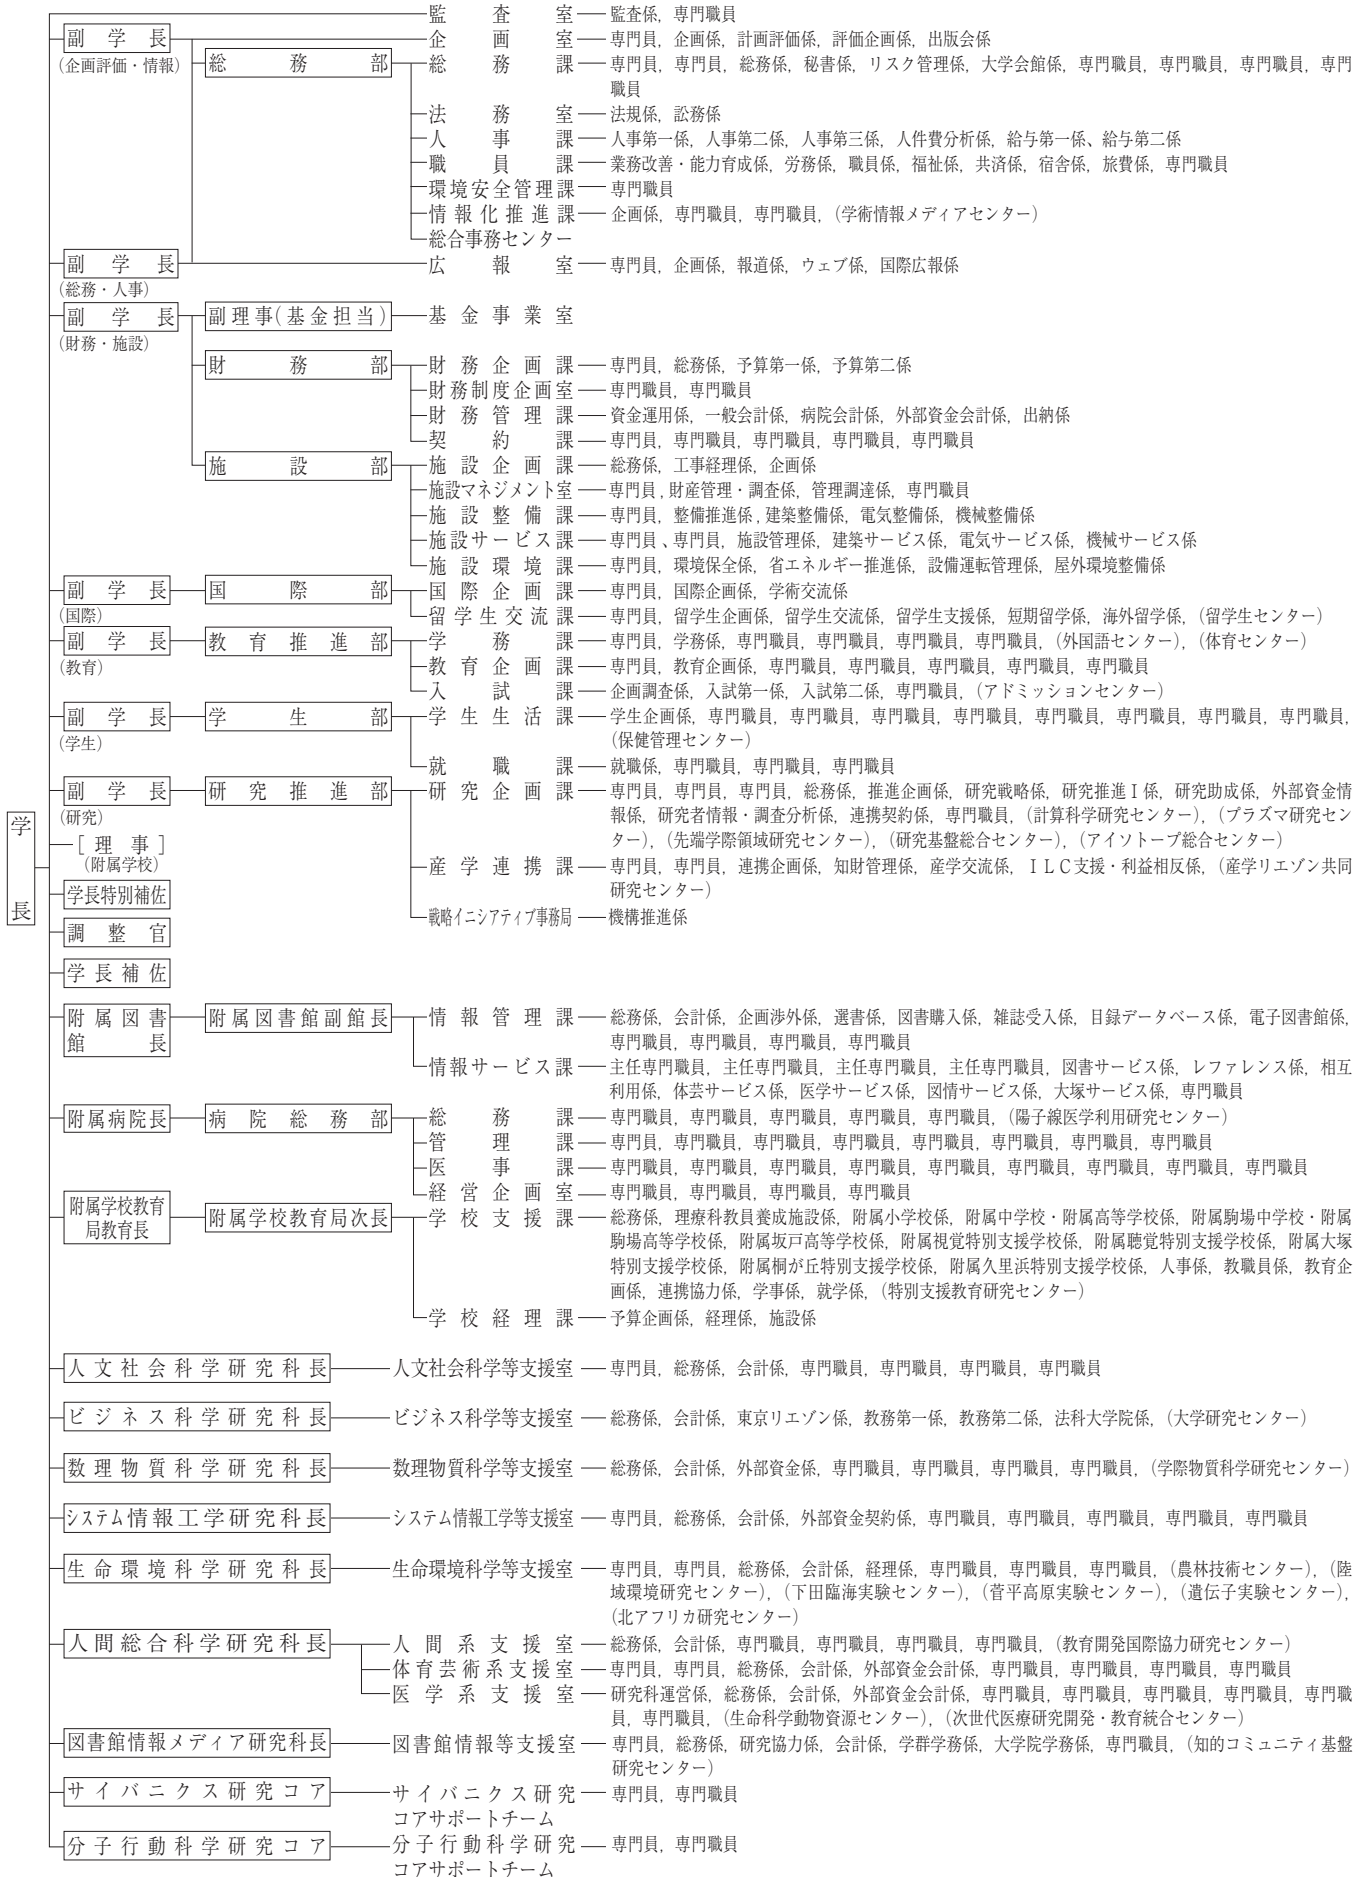 監査室 監査係, 専門職員
副学長 企画室 専門員, 企画係, 計画評価係, 評価企画係, 出版会係
(企画評価・情報) 総務部 総務課 専門員, 専門員, 総務係, 秘書係, リスク管理係, 大学会館係, 専門職員, 専門職員, 専門職員, 専門
職員
法務室 法規係, 訟務係
人事課 人事第一係, 人事第二係, 人事第三係, 人件費分析係, 給与第一係、給与第二係
職員課 業務改善・能力育成係, 労務係, 職員係, 福祉係, 共済係, 宿舎係, 旅費係, 専門職員
環境安全管理課 専門職員
情報化推進課 企画係, 専門職員, 専門職員, (学術情報メディアセンター)
総合事務センター
副学長 広報室 専門員, 企画係, 報道係, ウェブ係, 国際広報係
(総務・人事)
副学長 副理事(基金担当) 基金事業室
(財務・施設)
財務部 財務企画課 専門員, 総務係, 予算第一係, 予算第二係
財務制度企画室 専門職員, 専門職員
財務管理課 資金運用係, 一般会計係, 病院会計係, 外部資金会計係, 出納係
契約課 専門員, 専門職員, 専門職員, 専門職員, 専門職員
施設部 施設企画課 総務係, 工事経理係, 企画係
施設マネジメント室 専門員, 財産管理・調査係, 管理調達係, 専門職員
施設整備課 専門員, 整備推進係, 建築整備係, 電気整備係, 機械整備係
施設サービス課 専門員、専門員, 施設管理係, 建築サービス係, 電気サービス係, 機械サービス係
施設環境課 専門員, 環境保全係, 省エネルギー推進係, 設備運転管理係, 屋外環境整備係
副学長 国際部 国際企画課 専門員, 国際企画係, 学術交流係
(国際) 留学生交流課 専門員, 留学生企画係, 留学生交流係, 留学生支援係, 短期留学係, 海外留学係, (留学生センター)
副学長 教育推進部 学務課 専門員, 学務係, 専門職員, 専門職員, 専門職員, 専門職員, (外国語センター), (体育センター)
(教育) 教育企画課 専門員, 教育企画係, 専門職員, 専門職員, 専門職員, 専門職員, 専門職員
入試課 企画調査係, 入試第一係, 入試第二係, 専門職員, (アドミッションセンター)
副学長 学生部 学生生活課 学生企画係, 専門職員, 専門職員, 専門職員, 専門職員, 専門職員, 専門職員, 専門職員, 専門職員,
(学生) (保健管理センター)
就職課 就職係, 専門職員, 専門職員, 専門職員
副学長 研究推進部 研究企画課 専門員, 専門員, 専門員, 総務係, 推進企画係, 研究戦略係, 研究推進Ⅰ係, 研究助成係, 外部資金情
(研究) 報係, 研究者情報・調査分析係, 連携契約係, 専門職員, (計算科学研究センター), (プラズマ研究セン
学長 [理事] ター), (先端学際領域研究センター), (研究基盤総合センター), (アイソトープ総合センター)
(附属学校) 産学連携課 専門員, 専門員, 連携企画係, 知財管理係, 産学交流係, ILC支援・利益相反係, (産学リエゾン共同
学長特別補佐 研究センター)
戦略イニシアティブ事務局 機構推進係
調整官
学長補佐
附属図書 附属図書館副館長 情報管理課 総務係, 会計係, 企画渉外係, 選書係, 図書購入係, 雑誌受入係, 目録データベース係, 電子図書館係,
館長 専門職員, 専門職員, 専門職員, 専門職員
情報サービス課 主任専門職員, 主任専門職員, 主任専門職員, 主任専門職員, 図書サービス係, レファレンス係, 相互
利用係, 体芸サービス係, 医学サービス係, 図情サービス係, 大塚サービス係, 専門職員
附属病院長 病院総務部 総務課 専門職員, 専門職員, 専門職員, 専門職員, 専門職員, (陽子線医学利用研究センター)
管理課 専門員, 専門職員, 専門職員, 専門職員, 専門職員, 専門職員, 専門職員, 専門職員
医事課 専門職員, 専門職員, 専門職員, 専門職員, 専門職員, 専門職員, 専門職員, 専門職員, 専門職員
経営企画室 専門職員, 専門職員, 専門職員, 専門職員
附属学校教育 附属学校教育局次長 学校支援課 総務係, 理療科教員養成施設係, 附属小学校係, 附属中学校・附属高等学校係, 附属駒場中学校・附属
局教育長 駒場高等学校係, 附属坂戸高等学校係, 附属視覚特別支援学校係, 附属聴覚特別支援学校係, 附属大塚
特別支援学校係, 附属桐が丘特別支援学校係, 附属久里浜特別支援学校係, 人事係, 教職員係, 教育企
画係, 連携協力係, 学事係, 就学係, (特別支援教育研究センター)
学校経理課 予算企画係, 経理係, 施設係
人文社会科学研究科長 人文社会科学等支援室 専門員, 総務係, 会計係, 専門職員, 専門職員, 専門職員, 専門職員
ビジネス科学研究科長 ビジネス科学等支援室 総務係, 会計係, 東京リエゾン係, 教務第一係, 教務第二係, 法科大学院係, (大学研究センター)
数理物質科学研究科長 数理物質科学等支援室 総務係, 会計係, 外部資金係, 専門職員, 専門職員, 専門職員, 専門職員, (学際物質科学研究センター)
システム情報工学研究科長 システム情報工学等支援室 専門員, 総務係, 会計係, 外部資金契約係, 専門職員, 専門職員, 専門職員, 専門職員, 専門職員
生命環境科学研究科長 生命環境科学等支援室 専門員, 専門員, 総務係, 会計係, 経理係, 専門職員, 専門職員, 専門職員, (農林技術センター), (陸
域環境研究センター), (下田臨海実験センター), (菅平高原実験センター), (遺伝子実験センター),
(北アフリカ研究センター)
人間総合科学研究科長 人間系支援室 総務係, 会計係, 専門職員, 専門職員, 専門職員, 専門職員, (教育開発国際協力研究センター)
体育芸術系支援室 専門員, 専門員, 総務係, 会計係, 外部資金会計係, 専門職員, 専門職員, 専門職員, 専門職員
医学系支援室 研究科運営係, 総務係, 会計係, 外部資金会計係, 専門職員, 専門職員, 専門職員, 専門職員, 専門職
員, 専門職員, (生命科学動物資源センター), (次世代医療研究開発・教育統合センター)
図書館情報メディア研究科長 図書館情報等支援室 専門員, 総務係, 研究協力係, 会計係, 学群学務係, 大学院学務係, 専門職員, (知的コミュニティ基盤
研究センター)
サイバニクス研究コア サイバニクス研究 専門員, 専門職員
コアサポートチーム
分子行動科学研究コア 分子行動科学研究 専門員, 専門職員
コアサポートチーム